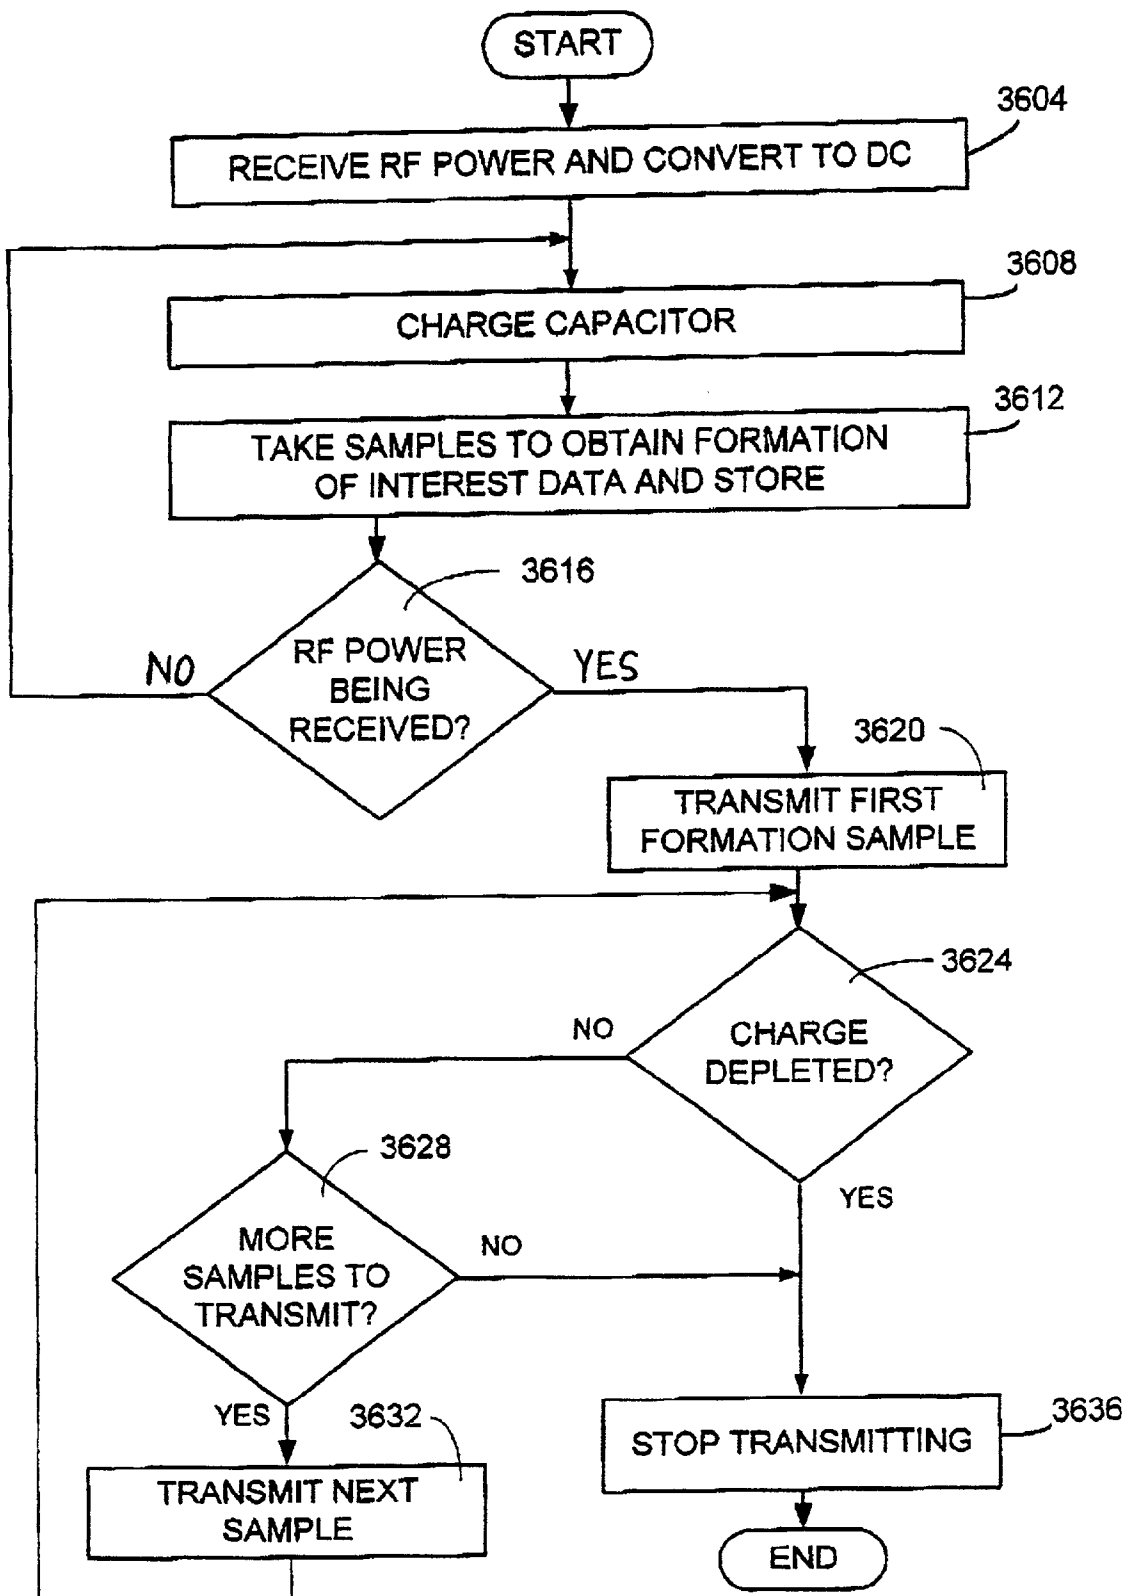 START
3604
RECEIVE RF POWER AND CONVERT TO DC
3608
CHARGE CAPACITOR
3612
TAKE SAMPLES TO OBTAIN FORMATION
OF INTEREST DATA AND STORE
3616
RF POWER
BEING
RECEIVED?
NO
YES
3620
TRANSMIT FIRST
FORMATION SAMPLE
3624
CHARGE
DEPLETED?
NO
YES
3628
MORE
SAMPLES TO
TRANSMIT?
NO
YES
3632
TRANSMIT NEXT
SAMPLE
3636
STOP TRANSMITTING
END